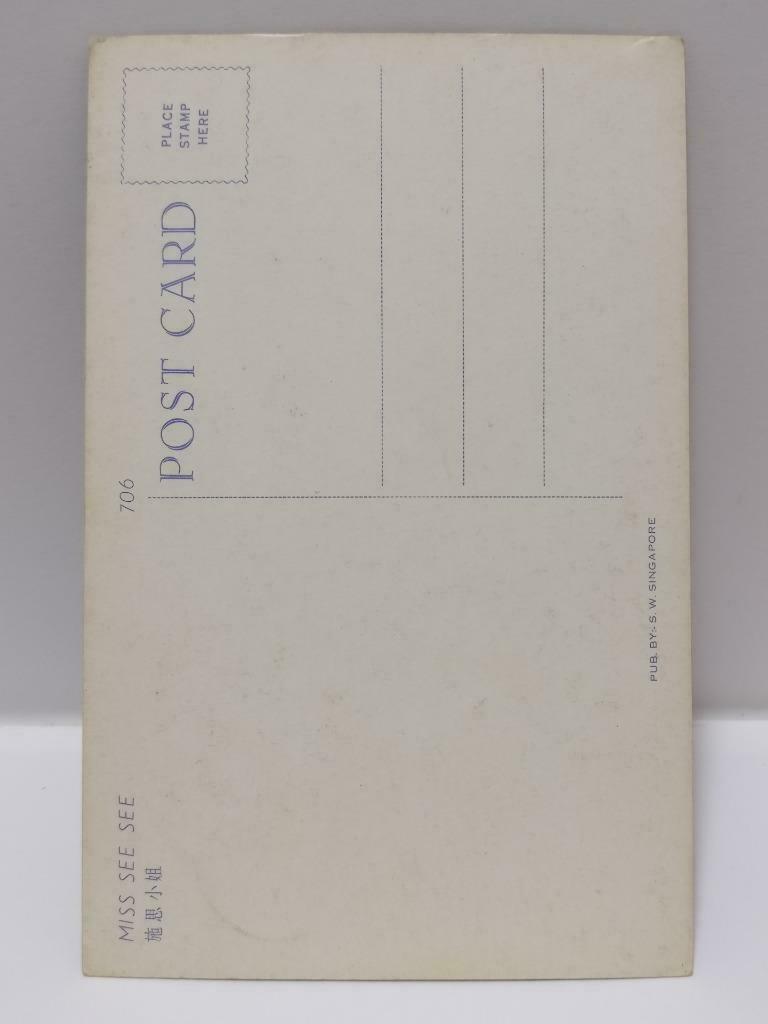 MISS SEE SEE
施思小姐
706
POST CARD
PLACE
STAMP
HERE
PUB. BY:- S. W. SINGAPORE